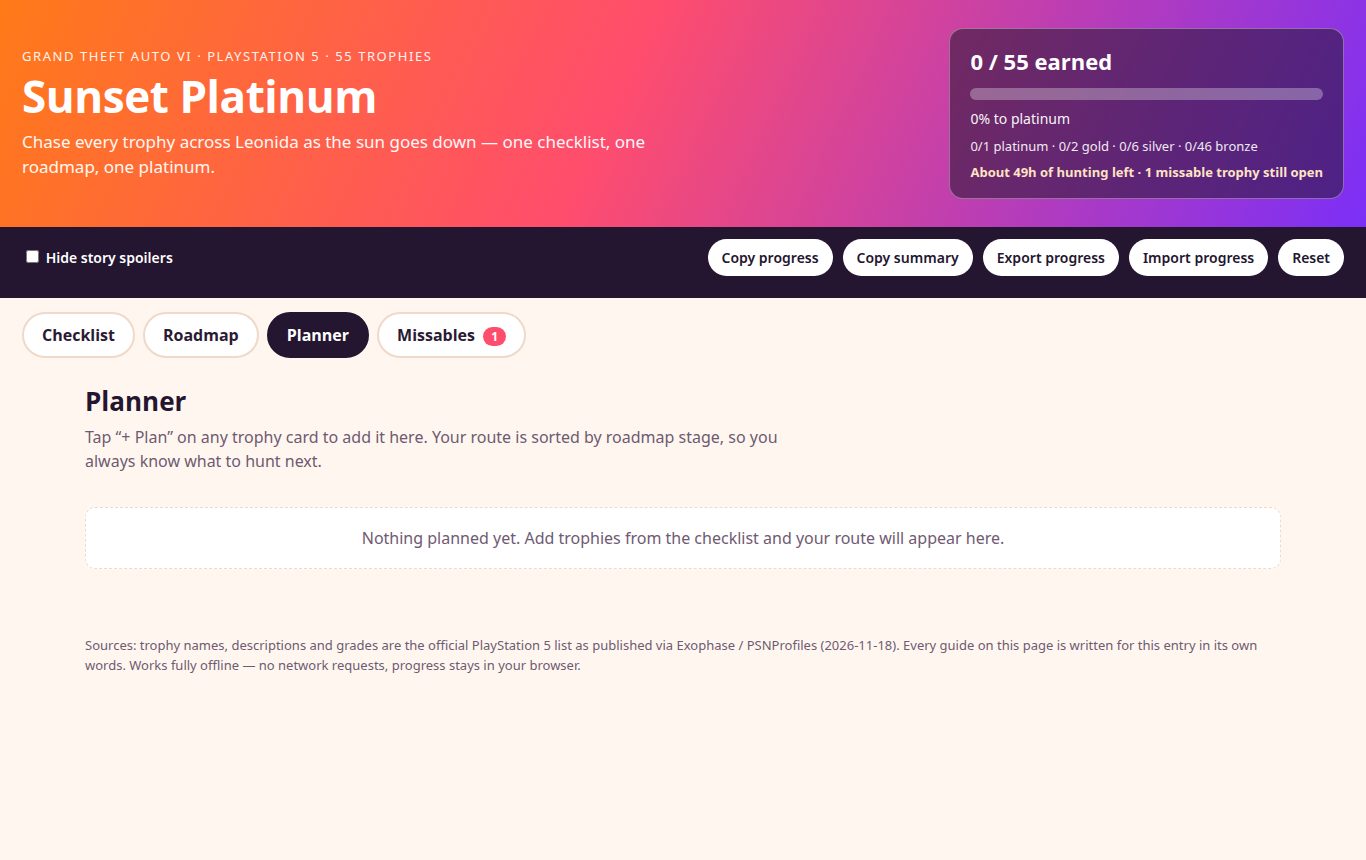 GRAND THEFT AUTO VI · PLAYSTATION 5 · 55 TROPHIES
Sunset Platinum
Chase every trophy across Leonida as the sun goes down — one checklist, one
roadmap, one platinum.
0 / 55 earned
0% to platinum
0/1 platinum · 0/2 gold · 0/6 silver · 0/46 bronze
About 49h of hunting left · 1 missable trophy still open
Hide story spoilers
Copy progress
Copy summary
Export progress
Import progress
Reset
Checklist
Roadmap
Planner
Missables 1
Planner
Tap “+ Plan” on any trophy card to add it here. Your route is sorted by roadmap stage, so you
always know what to hunt next.
Nothing planned yet. Add trophies from the checklist and your route will appear here.
Sources: trophy names, descriptions and grades are the official PlayStation 5 list as published via Exophase / PSNProfiles (2026-11-18). Every guide on this page is written for this entry in its own
words. Works fully offline — no network requests, progress stays in your browser.